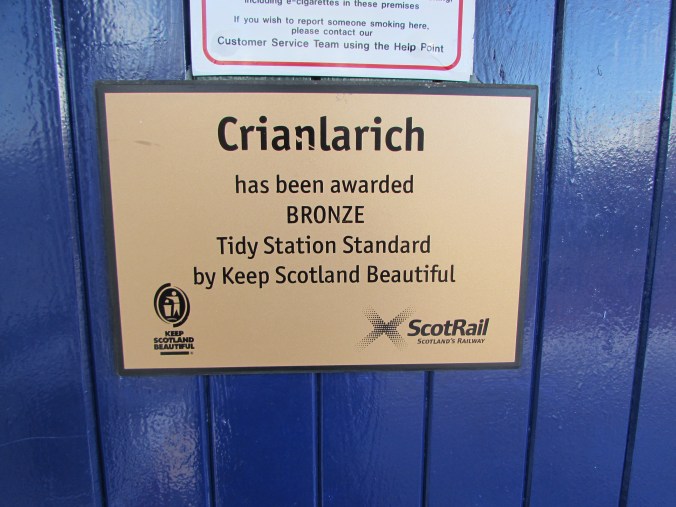 including e-cigarettes in these premises
If you wish to report someone smoking here,
please contact our
Customer Service Team using the Help Point
Crianlarich
has been awarded
BRONZE
Tidy Station Standard
by Keep Scotland Beautiful
KEEP
SCOTLAND
BEAUTIFUL
ScotRail
SCOTLAND'S RAILWAY